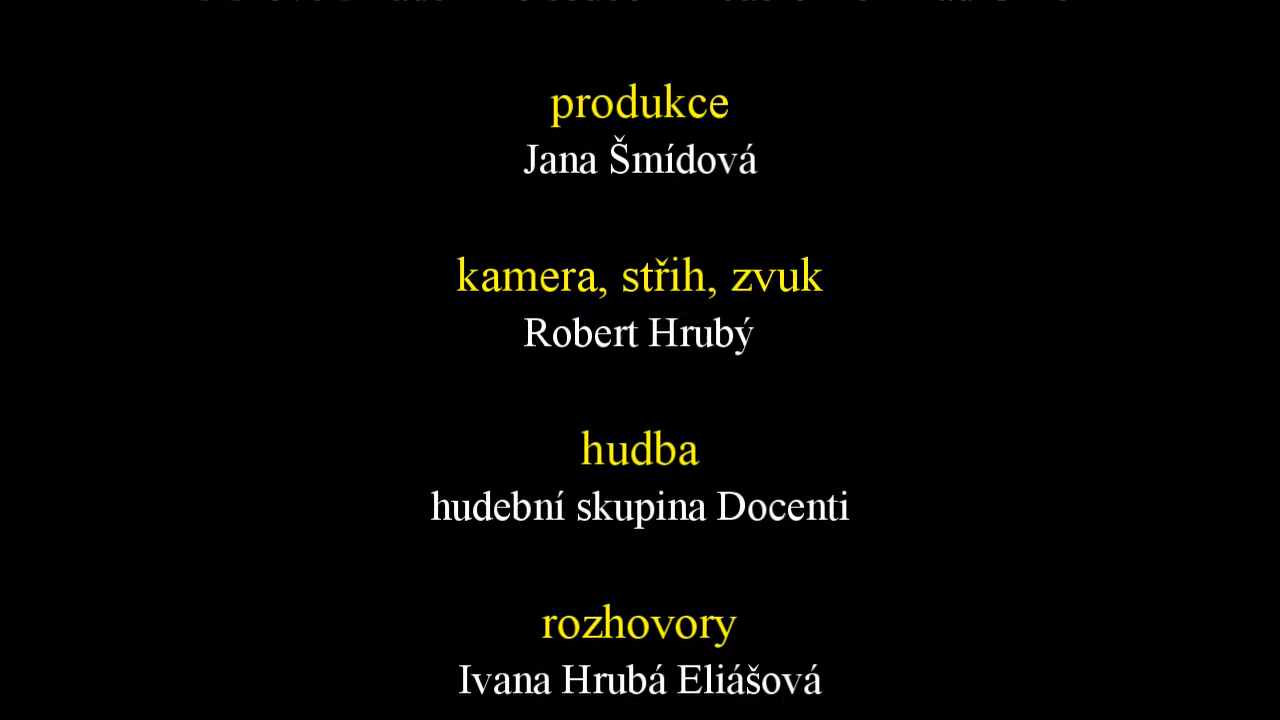 produkce
Jana Šmídová
kamera, střih, zvuk
Robert Hrubý
hudba
hudební skupina Docenti
rozhovory
Ivana Hrubá Eliášová